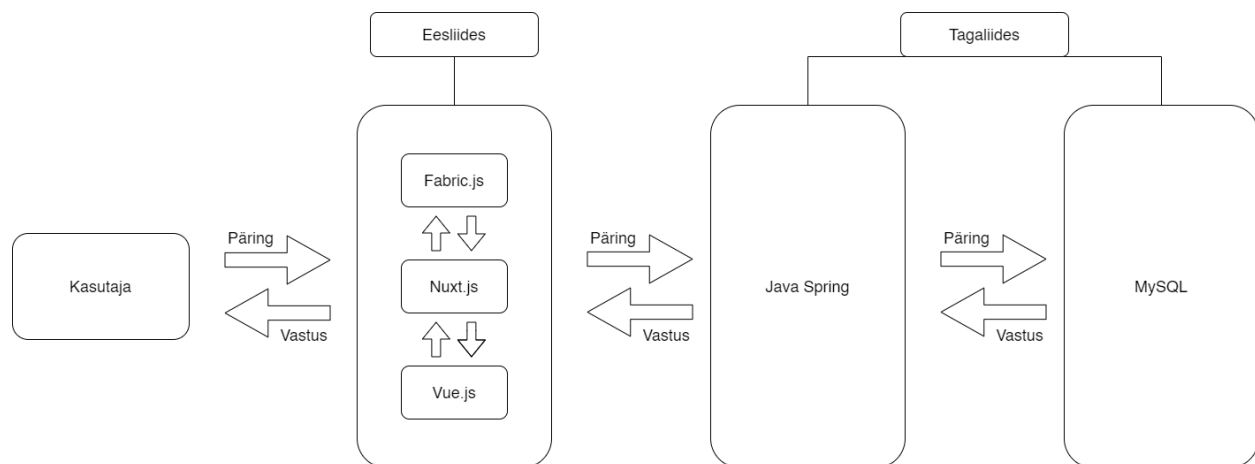 Eesliides
Tagaliides
Fabric.js
Päring
Päring
Päring
Kasutaja
Nuxt.js
Java Spring
MySQL
Vastus
Vastus
Vastus
Vue.js